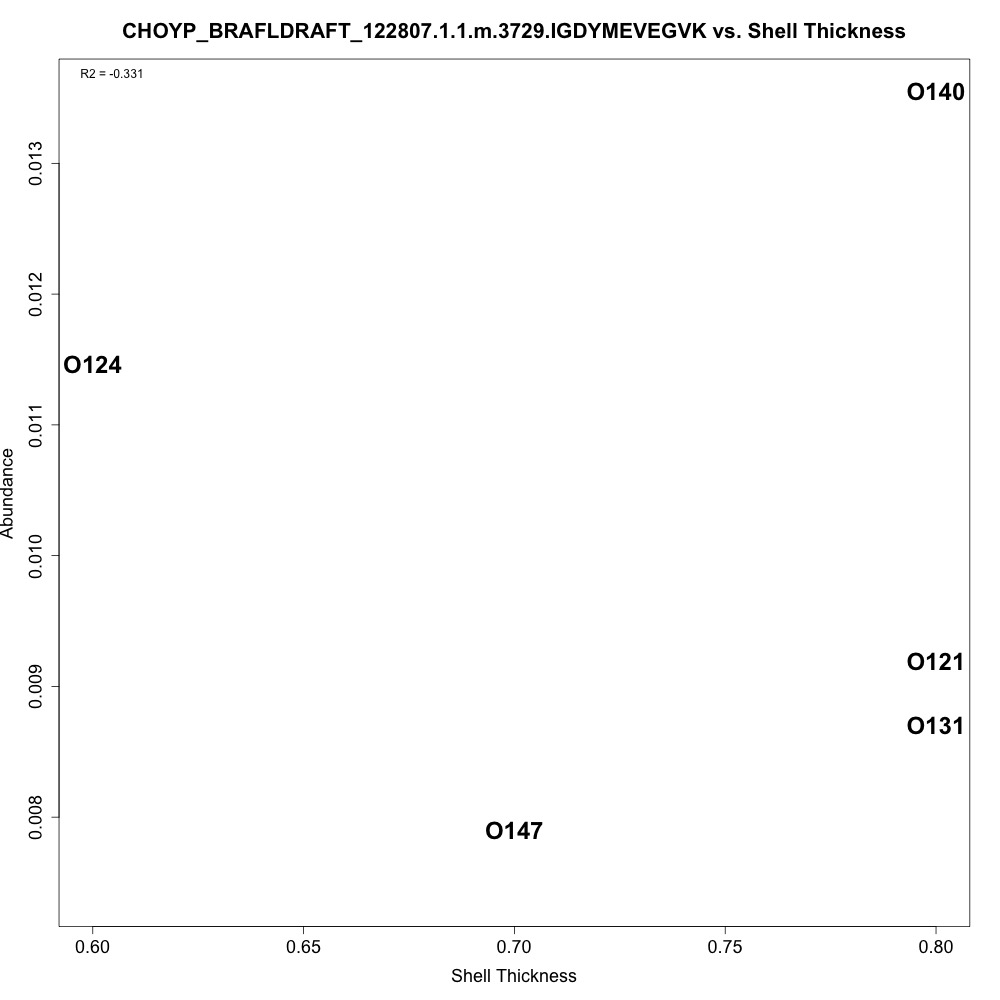 CHOYP_BRAFLDRAFT_122807.1.1.m.3729.IGDYMEVEGVK vs. Shell Thickness
R2 = -0.331
O140
0.013
0.012
O124
0.011
Abundance
0.010
O121
0.009
O131
0.008
O147
0.60 0.65 0.70 0.75 0.80
Shell Thickness